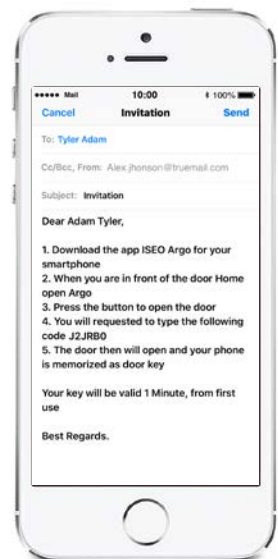 ●●●●● Mail 10:00 100%
Cancel Invitation Send
To: Tyler Adam
Cc/Bcc, From: Alex.jhonson@truemail.com
Subject: Invitation
Dear Adam Tyler,
1. Download the app ISEO Argo for your
smartphone
2. When you are in front of the door Home
open Argo
3. Press the button to open the door
4. You will requested to type the following
code J2JRB0
5. The door then will open and your phone
is memorized as door key
Your key will be valid 1 Minute, from first
use
Best Regards.